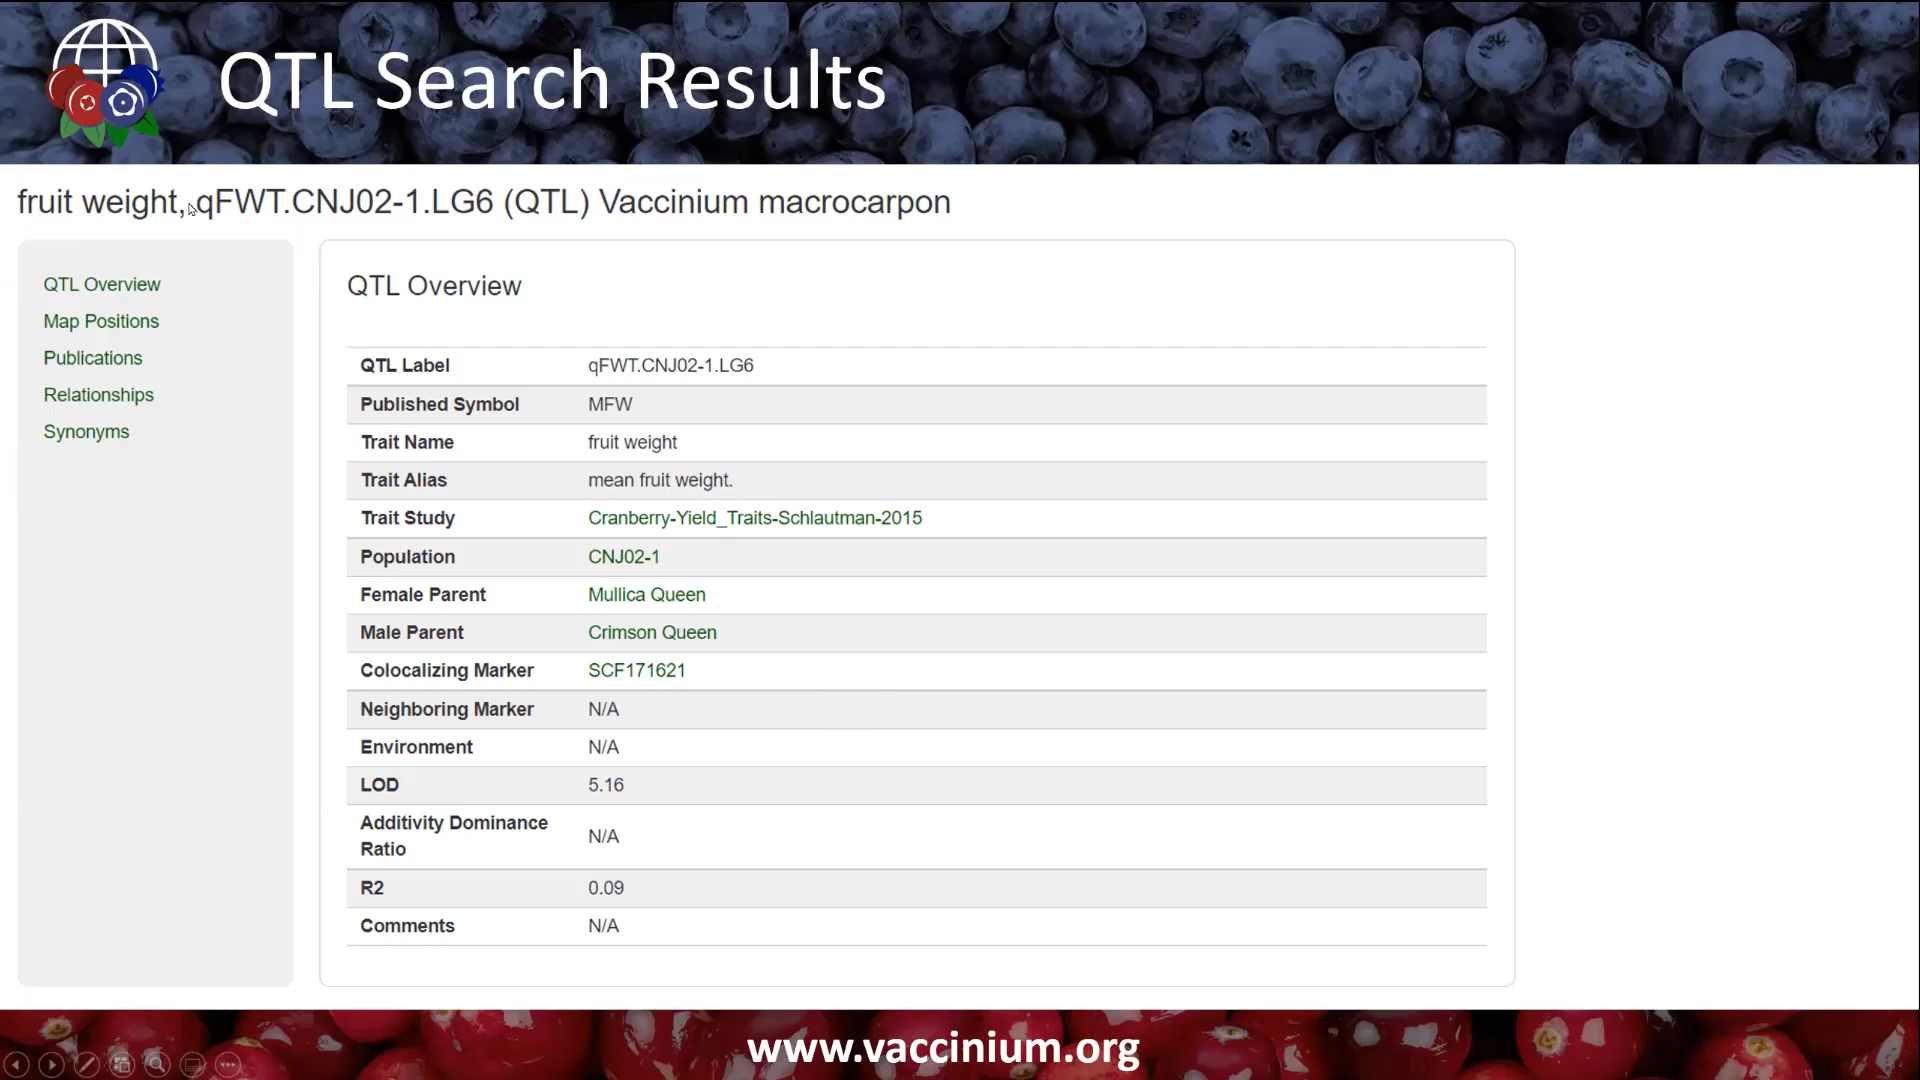 QTL Search Results
fruit weight, qFWT.CNJ02-1.LG6 (QTL) Vaccinium macrocarpon
QTL Overview
Map Positions
Publications
Relationships
Synonyms
QTL Overview
QTL Label qFWT.CNJ02-1.LG6
Published Symbol MFW
Trait Name fruit weight
Trait Alias mean fruit weight.
Trait Study Cranberry-Yield_Traits-Schlautman-2015
Population CNJ02-1
Female Parent Mullica Queen
Male Parent Crimson Queen
Colocalizing Marker SCF171621
Neighboring Marker N/A
Environment N/A
LOD 5.16
Additivity Dominance
Ratio N/A
R2 0.09
Comments N/A
www.vaccinium.org